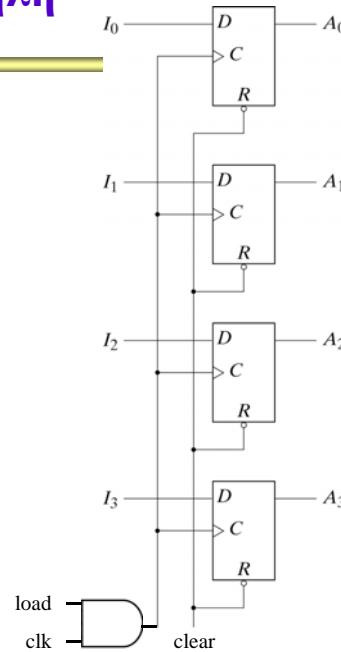 I₀ D A₀
C
R
I₁ D A₁
C
R
I₂ D A₂
C
R
I₃ D A₃
C
R
load
clk clear